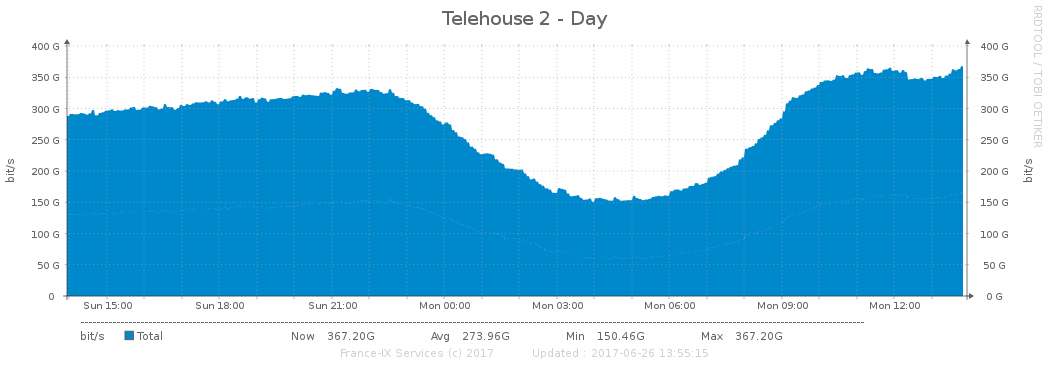 Telehouse 2 - Day
RRDTOOL / TOBI OETIKER
400 G 400 G
350 G 350 G
300 G 300 G
250 G 250 G
200 G 200 G
150 G 150 G
100 G 100 G
50 G 50 G
0 0 G
bit/s
bit/s
Sun 15:00 Sun 18:00 Sun 21:00 Mon 00:00 Mon 03:00 Mon 06:00 Mon 09:00 Mon 12:00
bit/s Total Now 367.20G Avg 273.96G Min 150.46G Max 367.20G
France-IX Services (c) 2017 Updated : 2017-06-26 13:55:15